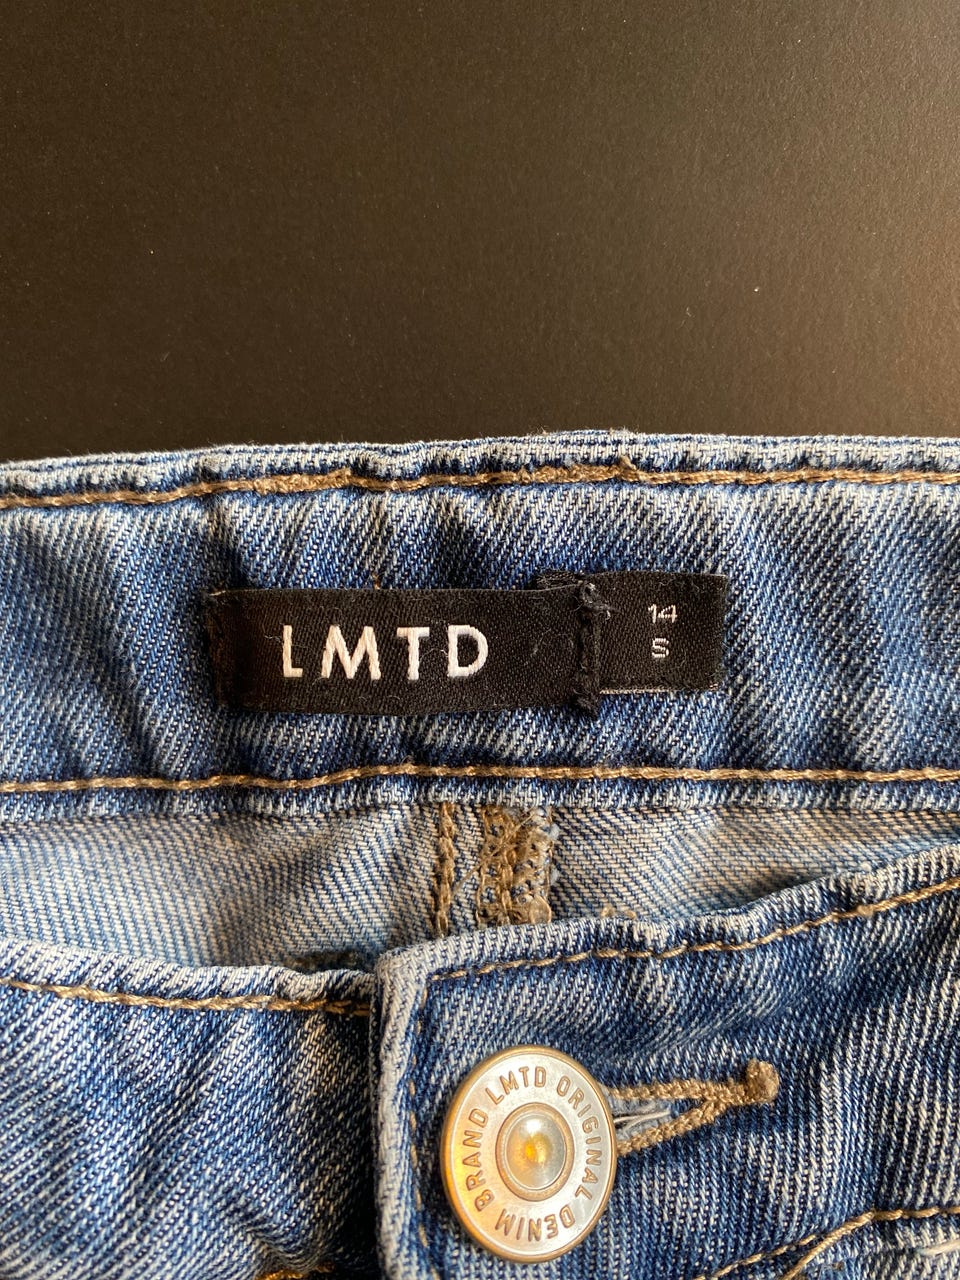 LMTD
14
S
LMTD ORIGINAL DENIM BRAND